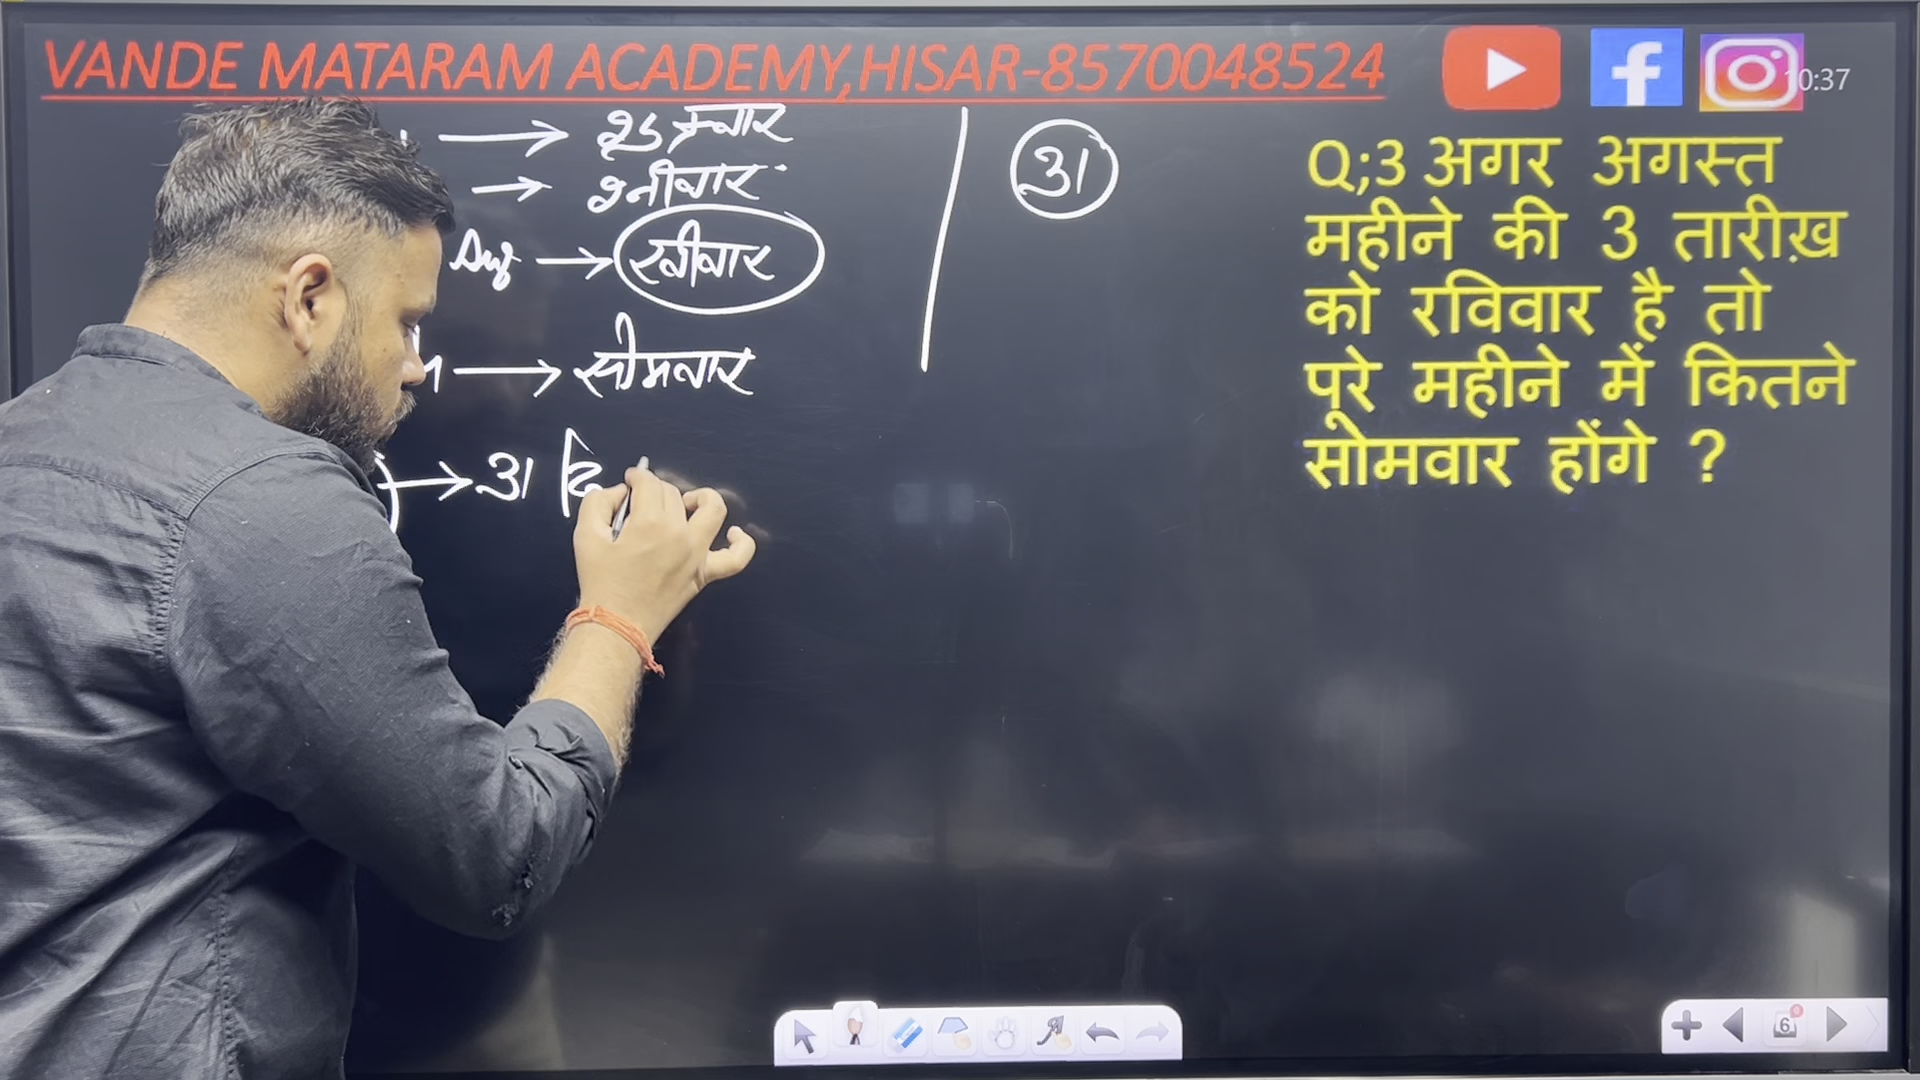 VANDE MATARAM ACADEMY,HISAR-8570048524
10:37
Q;3 अगर अगस्त
महीने की 3 तारीख़
को रविवार है तो
पूरे महीने में कितने
सोमवार होंगे ?
→ शुक्रवार
→ शनीवार
Aug → रवीवार
→ सोमवार
→ 31 दि
31
6